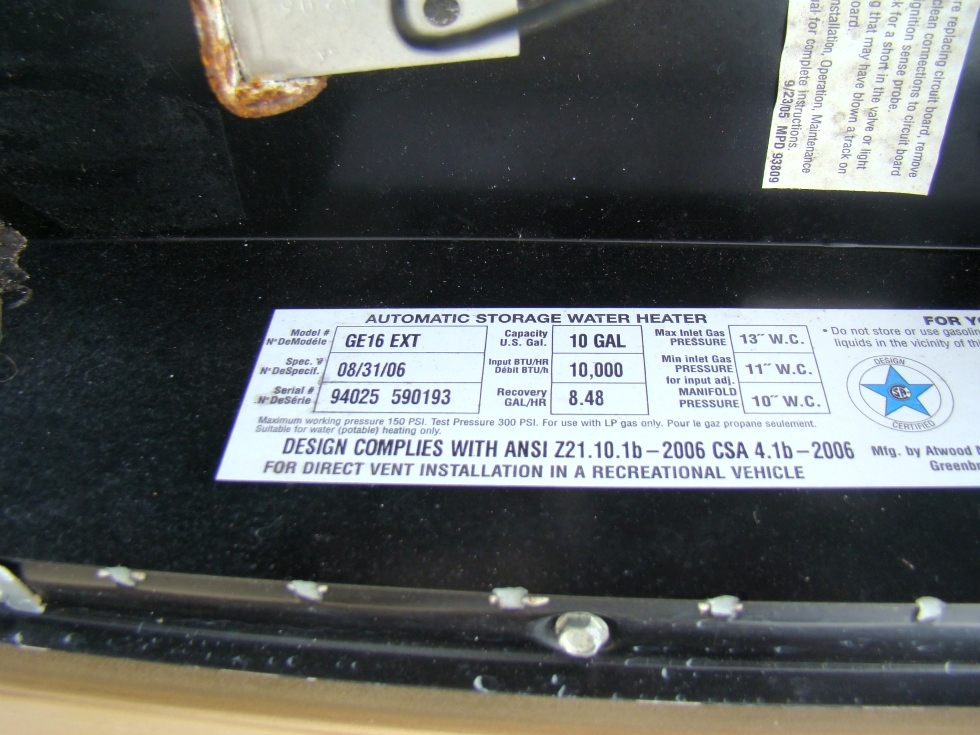 re replacing circuit board, remove
clean connections to circuit board
ignition sense probe.
k for a short in the valve or light
g that may have blown a track on
oard.
nstallation, Operation, Maintenance
ual for complete instructions.
9/23/05 MPD 93809
AUTOMATIC STORAGE WATER HEATER
Model #
N° DeModéle
GE16 EXT
Spec. #
N° DeSpecif.
08/31/06
Serial #
N° DeSérie
94025 590193
Capacity
U.S. Gal.
10 GAL
Input BTU/HR
Débit BTU/h
10,000
Recovery
GAL/HR
8.48
Max Inlet Gas
PRESSURE
13˝ W.C.
Min inlet Gas
PRESSURE
for input adj.
11˝ W.C.
MANIFOLD
PRESSURE
10˝ W.C.
Maximum working pressure 150 PSI. Test Pressure 300 PSI. For use with LP gas only. Pour le gaz propane seulement.
Suitable for water (potable) heating only.
DESIGN COMPLIES WITH ANSI Z21.10.1b – 2006 CSA 4.1b – 2006
FOR DIRECT VENT INSTALLATION IN A RECREATIONAL VEHICLE
FOR YO
• Do not store or use gasolin
liquids in the vicinity of thi
DESIGN
CERTIFIED
Mfg. by Atwood M
Greenbr